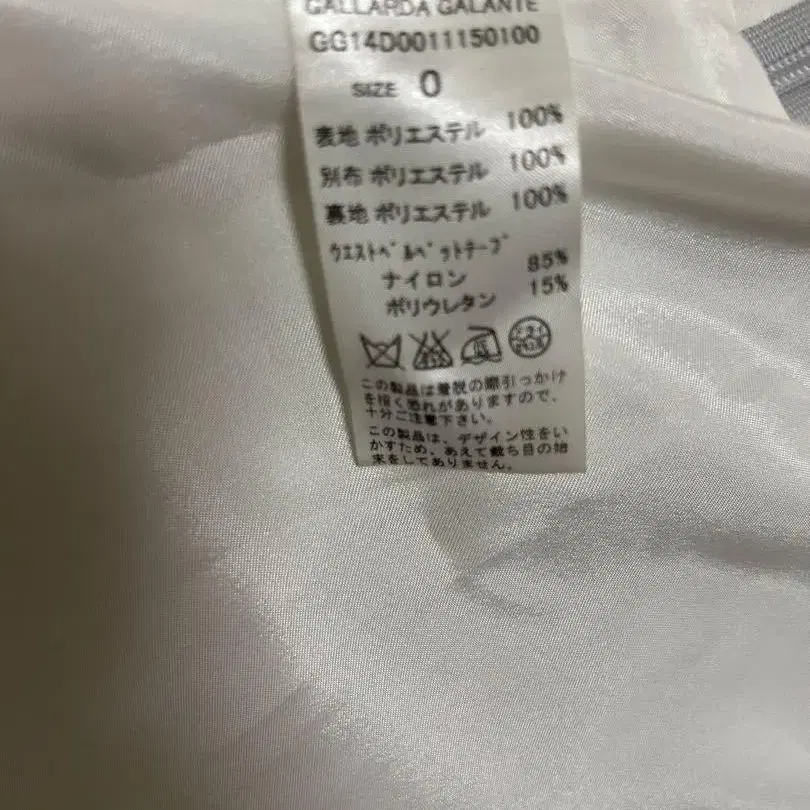 GALLARDA GALANTE
GG14D0011150100
SIZE 0
表地 ポリエステル 100%
別布 ポリエステル 100%
裏地 ポリエステル 100%
ウエストベルベットテープ
ナイロン 85%
ポリウレタン 15%
この製品は着脱の際引っかけ
を招く恐れがありますので、
十分ご注意下さい。
この製品は、デザイン性をい
かすため、あえて裁ち目の始
末をしてありません。